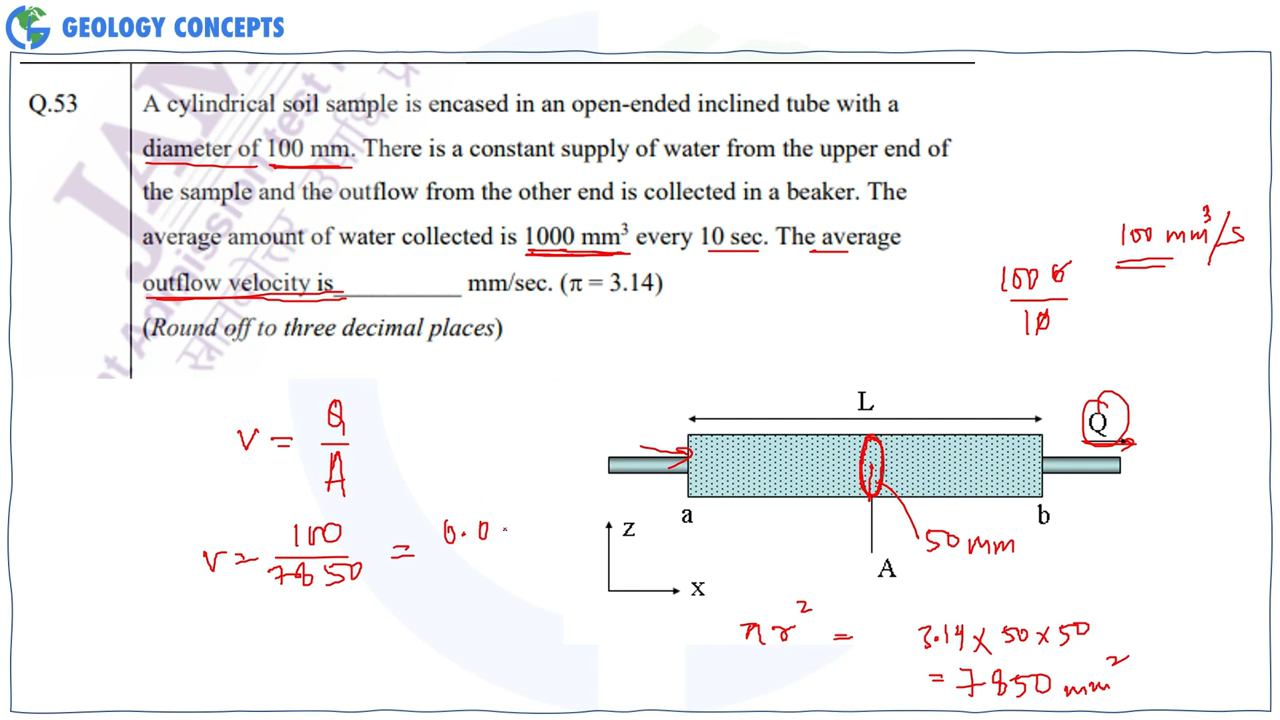 GEOLOGY CONCEPTS
Q.53
A cylindrical soil sample is encased in an open-ended inclined tube with a
diameter of 100 mm. There is a constant supply of water from the upper end of
the sample and the outflow from the other end is collected in a beaker. The
average amount of water collected is 1000 mm³ every 10 sec. The average
outflow velocity is__________ mm/sec. (π = 3.14)
(Round off to three decimal places)
100 mm³/s
1000
10
v = Q
A
v = 100
7850
= 0.0
L
Q
a
b
z
x
A
50 mm
πr² = 3.14 x 50 x 50
= 7850 mm²